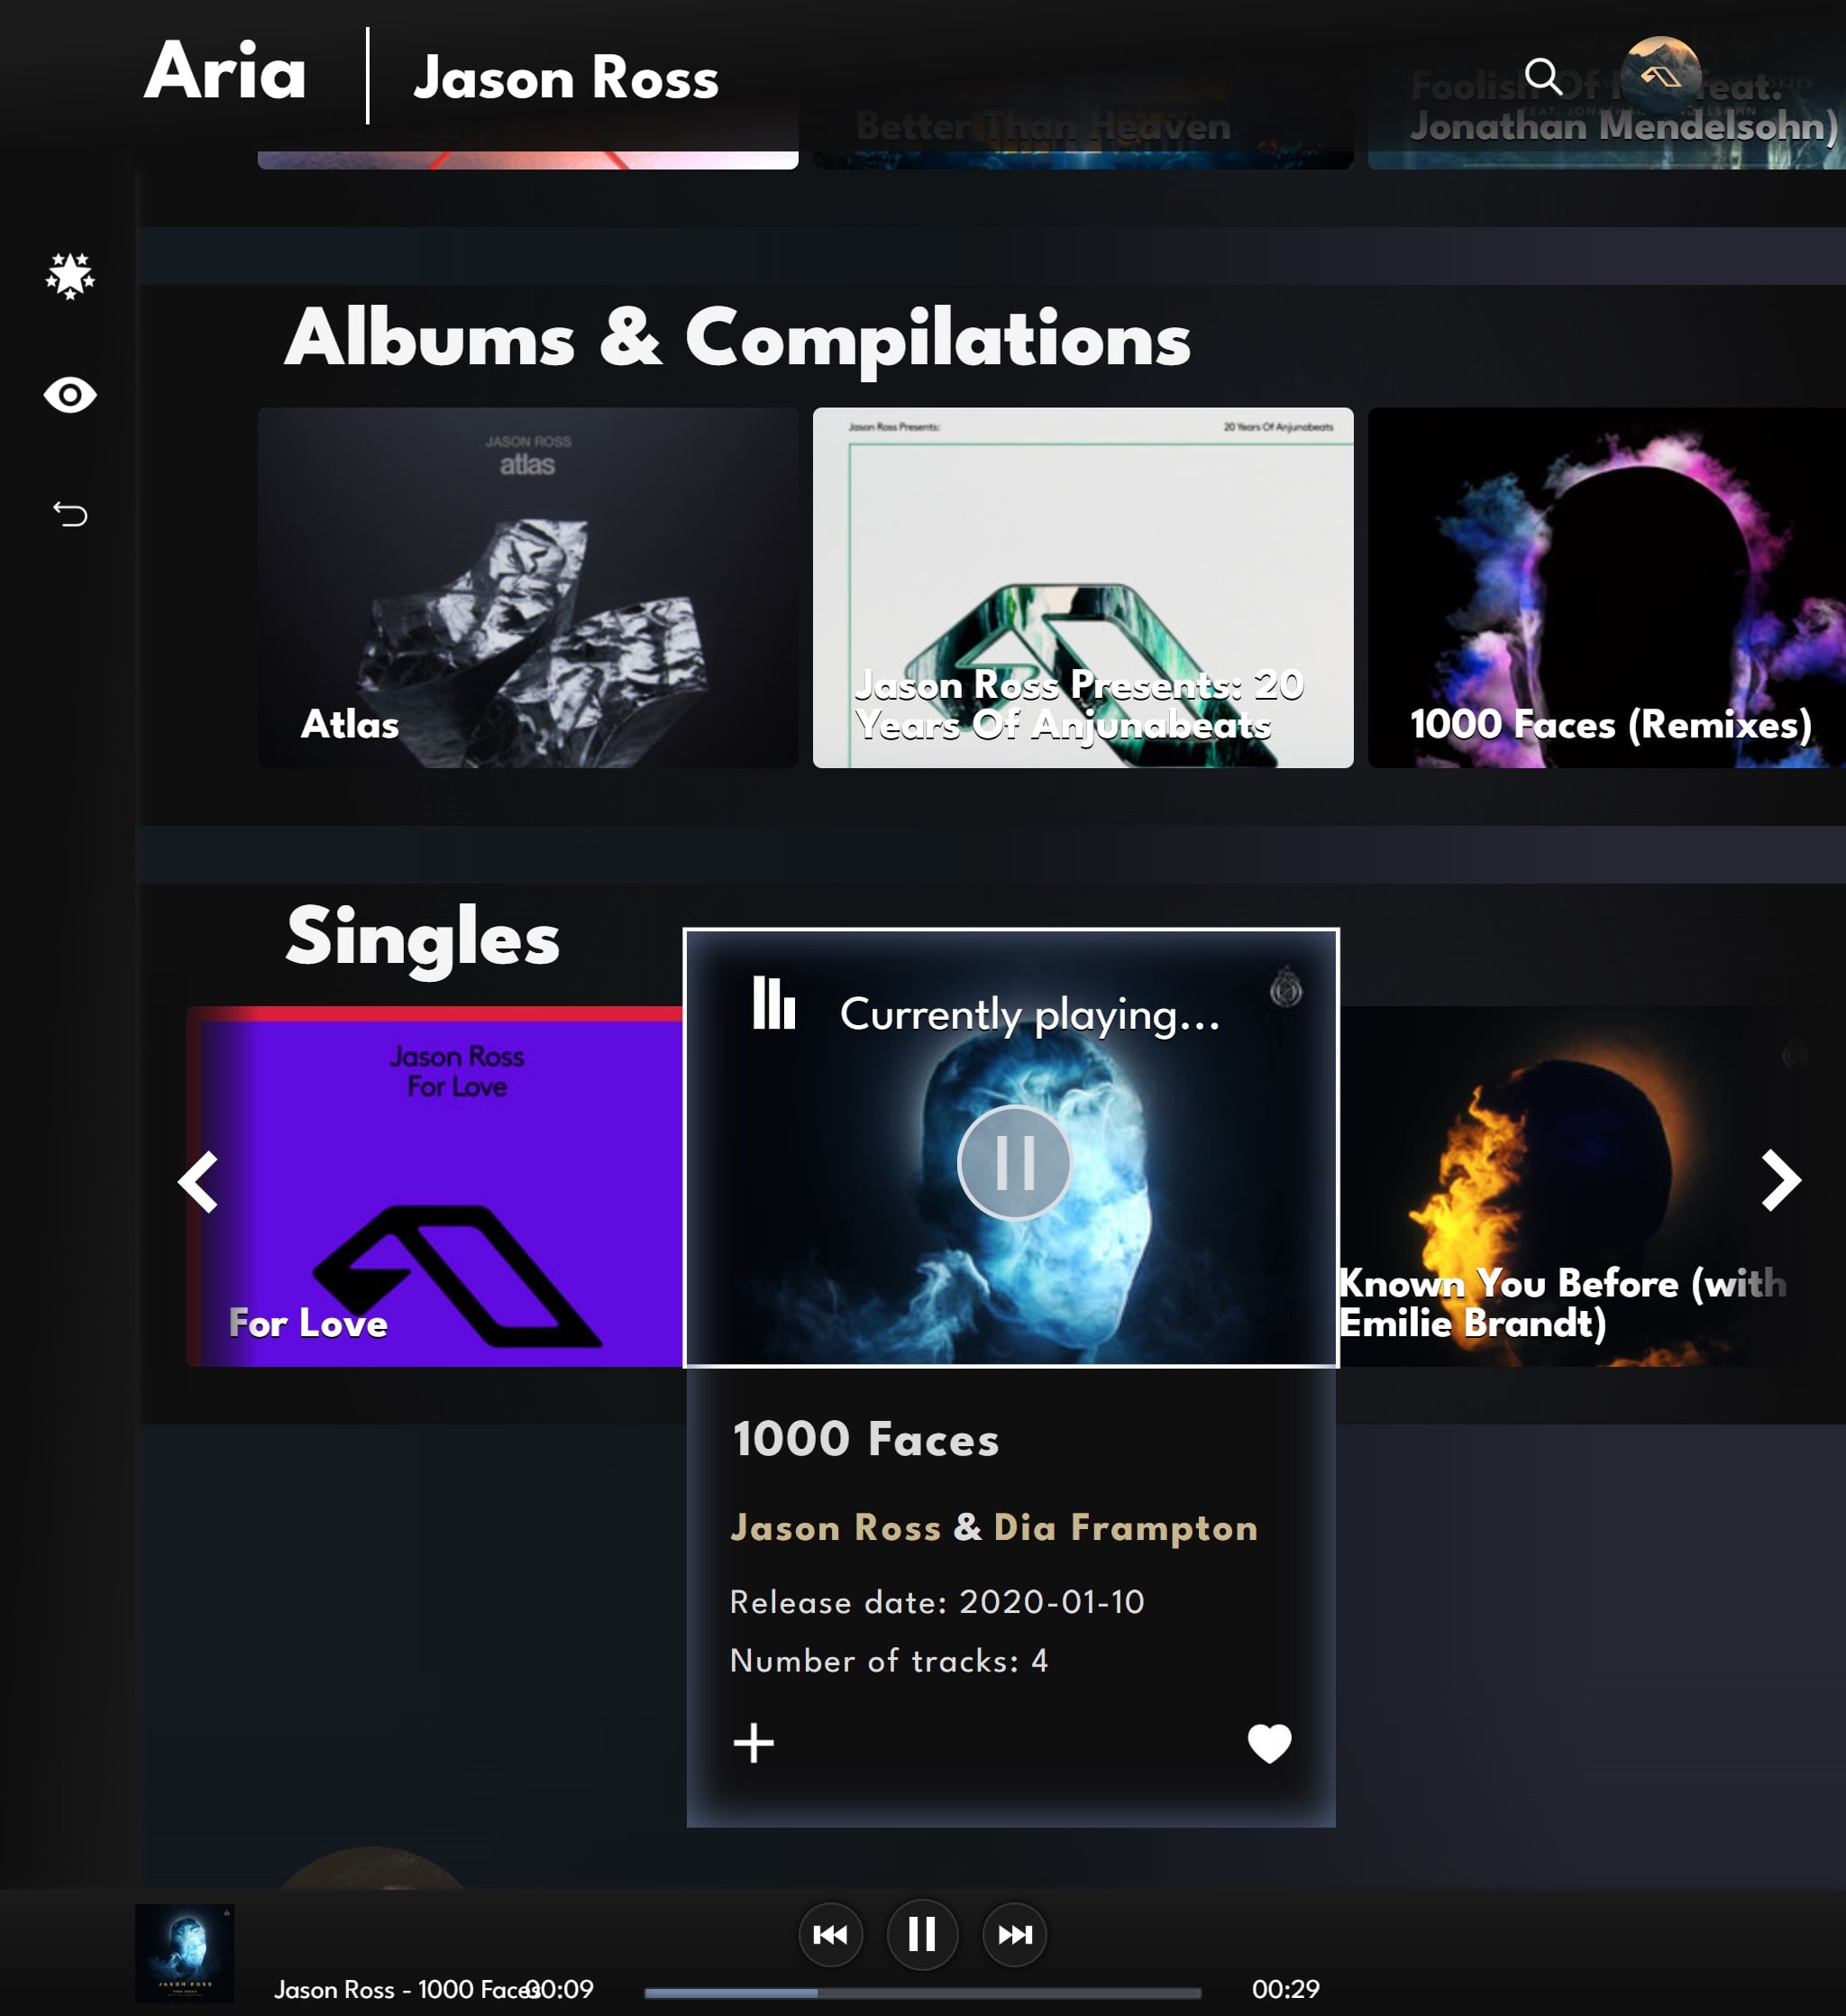 Aria
Jason Ross
Better Than Heaven
Foolish Of feat.
Jonathan Mendelsohn)
Albums & Compilations
JASON ROSS
atlas
Atlas
Jason Ross Presents:
20 Years Of Anjunabeats
Jason Ross Presents: 20
Years Of Anjunabeats
1000 Faces (Remixes)
Singles
Jason Ross
For Love
For Love
Currently playing...
Known You Before (with
Emilie Brandt)
1000 Faces
Jason Ross & Dia Frampton
Release date: 2020-01-10
Number of tracks: 4
JASON ROSS
Jason Ross - 1000 Faces
00:09
00:29